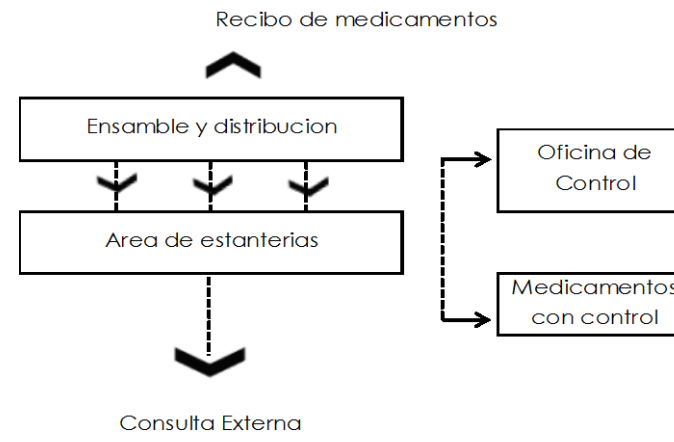 Recibo de medicamentos
Ensamble y distribucion
Oficina de
Control
Area de estanterias
Medicamentos
con control
Consulta Externa